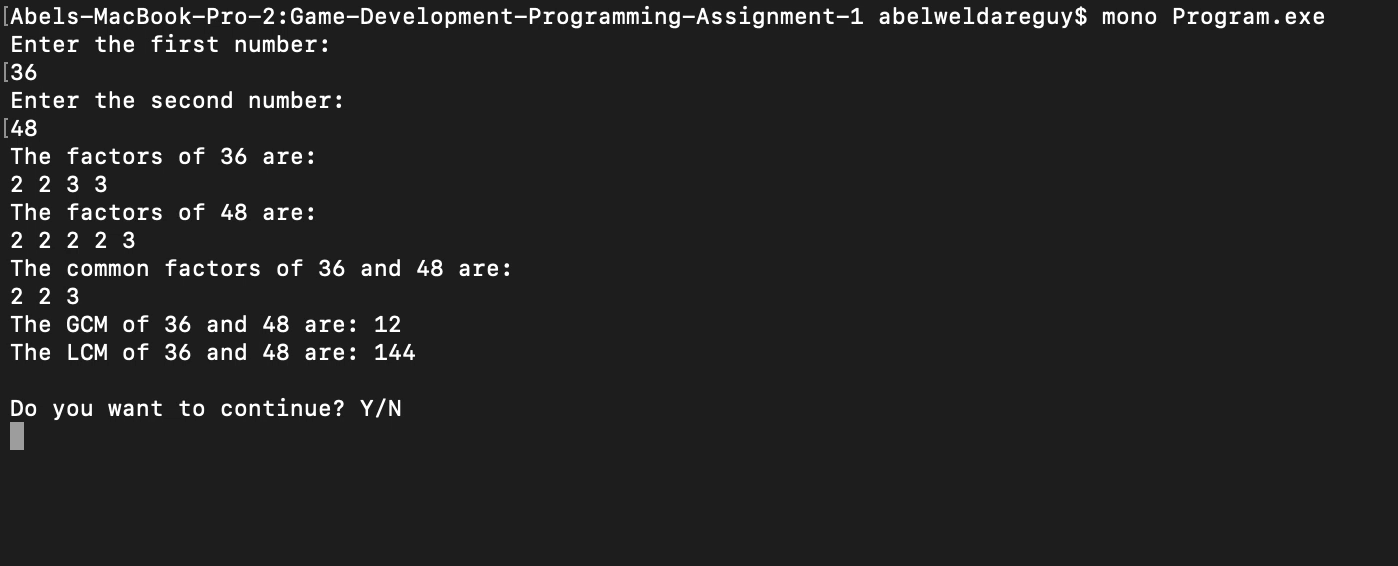 [Abels-MacBook-Pro-2:Game-Development-Programming-Assignment-1 abelweldareguy$ mono Program.exe
Enter the first number:
[36
Enter the second number:
[48
The factors of 36 are:
2 2 3 3
The factors of 48 are:
2 2 2 2 3
The common factors of 36 and 48 are:
2 2 3
The GCM of 36 and 48 are: 12
The LCM of 36 and 48 are: 144
Do you want to continue? Y/N